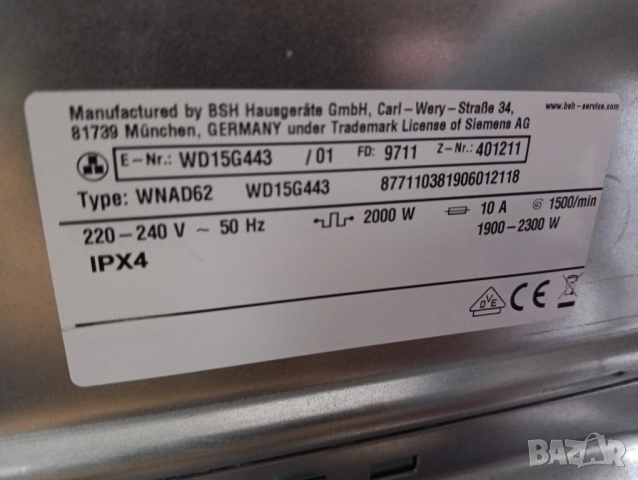 Manufactured by BSH Hausgeräte GmbH, Carl-Wery-Straße 34,
81739 München, GERMANY under Trademark License of Siemens AG
www.bsh-service.com
E-Nr.: WD15G443 /01 FD: 9711 Z-Nr.: 401211
Type: WNAD62 WD15G443 877110381906012118
220-240 V ~ 50 Hz 2000 W 10 A 1500/min
1900-2300 W
IPX4
DVE CE
BAZAR